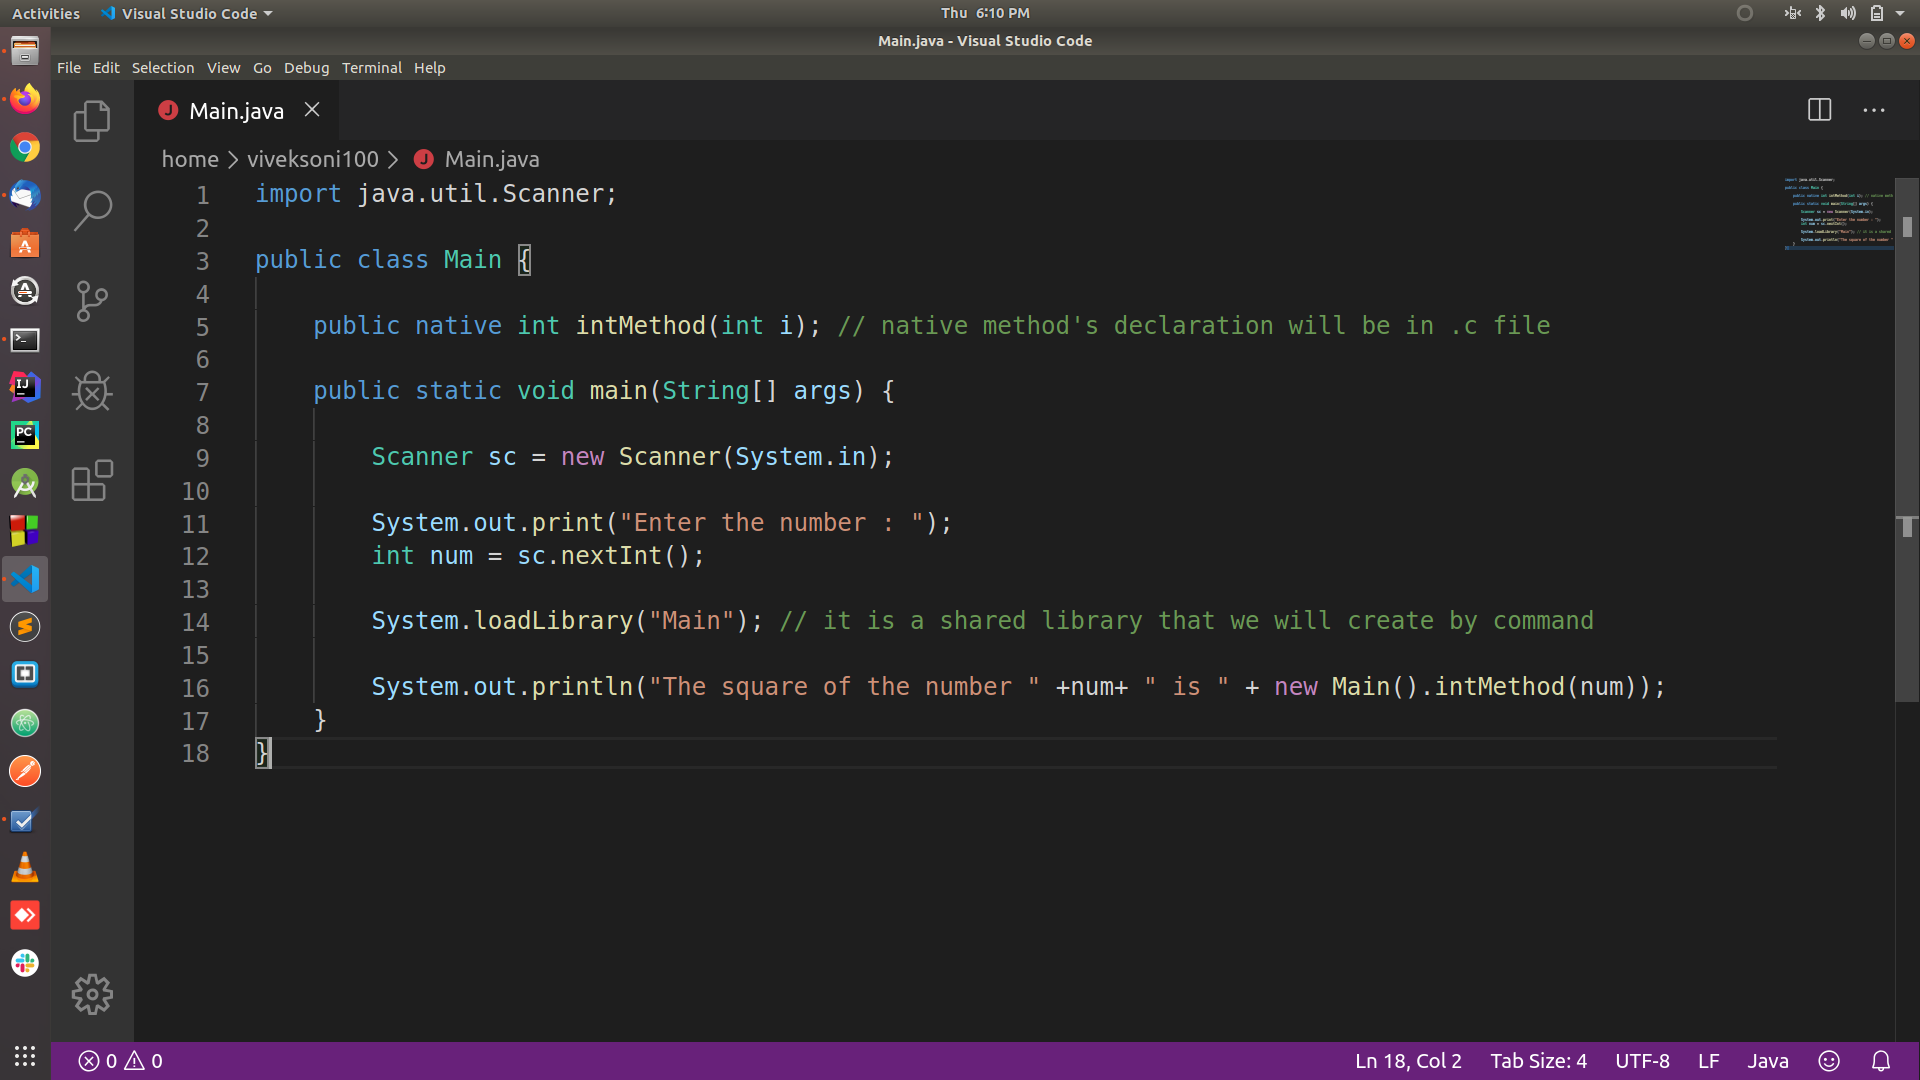 Activities Visual Studio Code Thu 6:10 PM
Main.java - Visual Studio Code
File Edit Selection View Go Debug Terminal Help
J Main.java
home > viveksoni100 > J Main.java
1 import java.util.Scanner;
2
3 public class Main {
4
5 public native int intMethod(int i); // native method's declaration will be in .c file
6
7 public static void main(String[] args) {
8
9 Scanner sc = new Scanner(System.in);
10
11 System.out.print("Enter the number : ");
12 int num = sc.nextInt();
13
14 System.loadLibrary("Main"); // it is a shared library that we will create by command
15
16 System.out.println("The square of the number " +num+ " is " + new Main().intMethod(num));
17 }
18 }
IJ
PC
0 0 Ln 18, Col 2 Tab Size: 4 UTF-8 LF Java